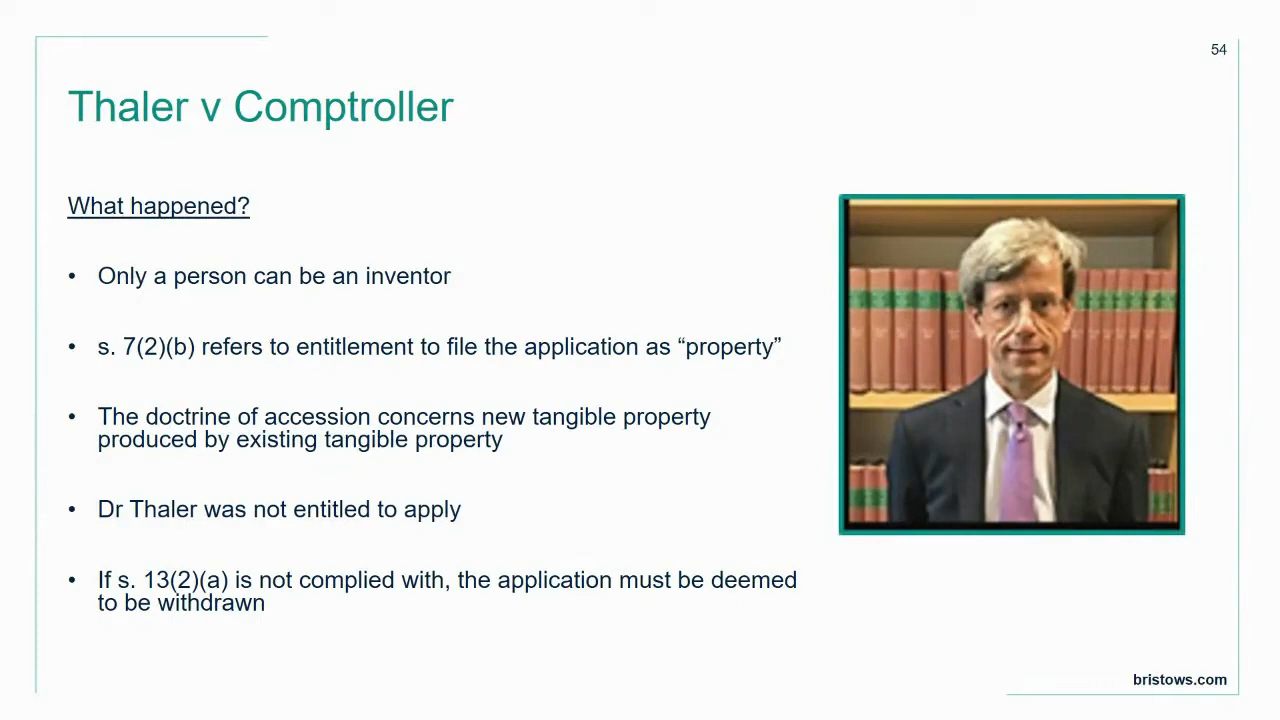 54
Thaler v Comptroller
What happened?
• Only a person can be an inventor
• s. 7(2)(b) refers to entitlement to file the application as “property”
• The doctrine of accession concerns new tangible property
produced by existing tangible property
• Dr Thaler was not entitled to apply
• If s. 13(2)(a) is not complied with, the application must be deemed
to be withdrawn
bristows.com